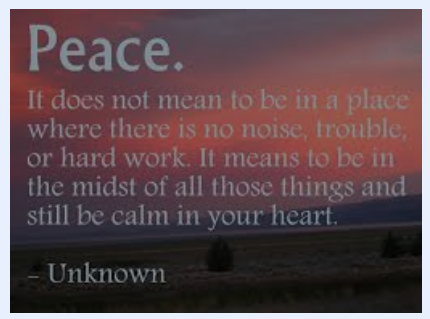 Peace.
It does not mean to be in a place
where there is no noise, trouble,
or hard work. It means to be in
the midst of all those things and
still be calm in your heart.
– Unknown